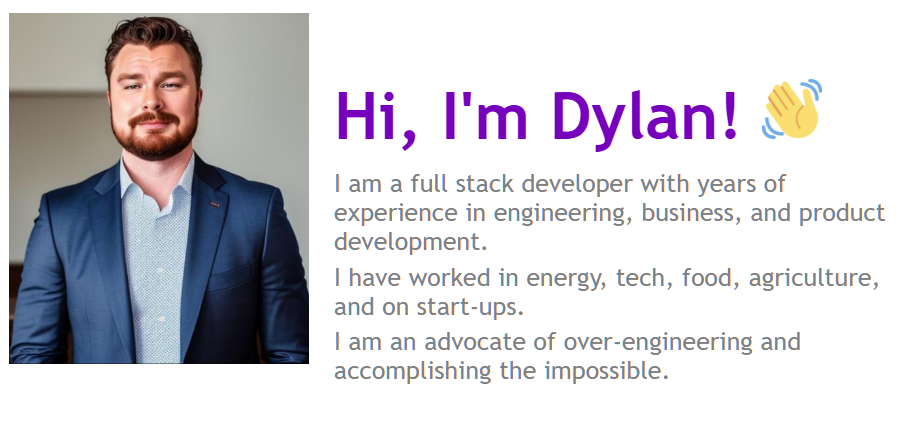 Hi, I'm Dylan! 👋
I am a full stack developer with years of
experience in engineering, business, and product
development.
I have worked in energy, tech, food, agriculture,
and on start-ups.
I am an advocate of over-engineering and
accomplishing the impossible.